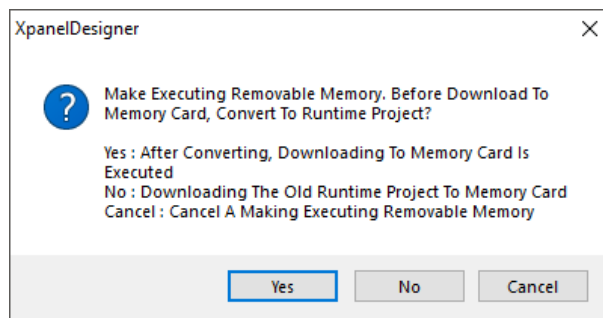 XpanelDesigner
Make Executing Removable Memory. Before Download To
Memory Card, Convert To Runtime Project?
Yes : After Converting, Downloading To Memory Card Is
Executed
No : Downloading The Old Runtime Project To Memory Card
Cancel : Cancel A Making Executing Removable Memory
Yes
No
Cancel